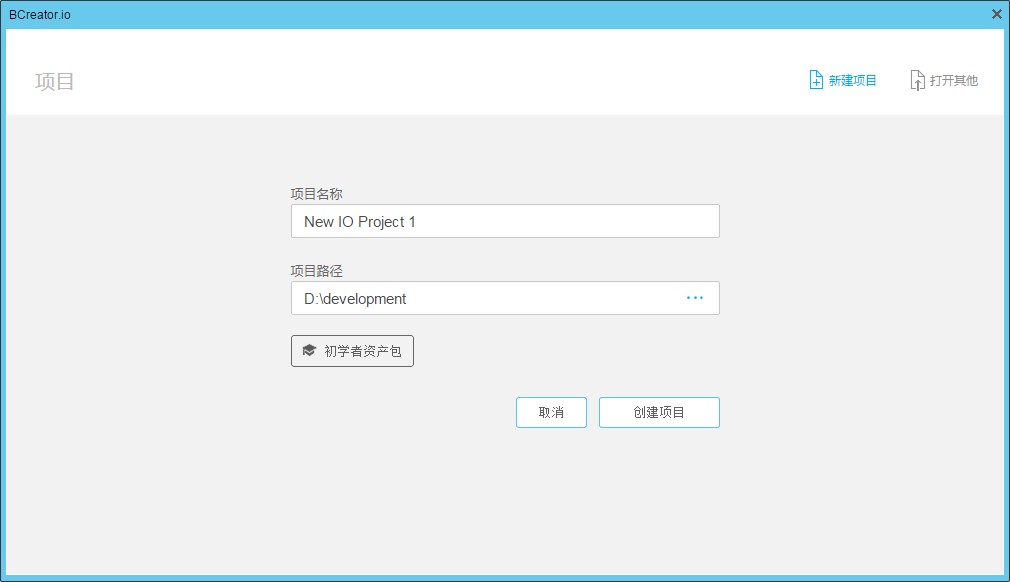 BCreator.io
项目
新建项目
打开其他
项目名称
New IO Project 1
项目路径
D:\development
...
初学者资产包
取消
创建项目